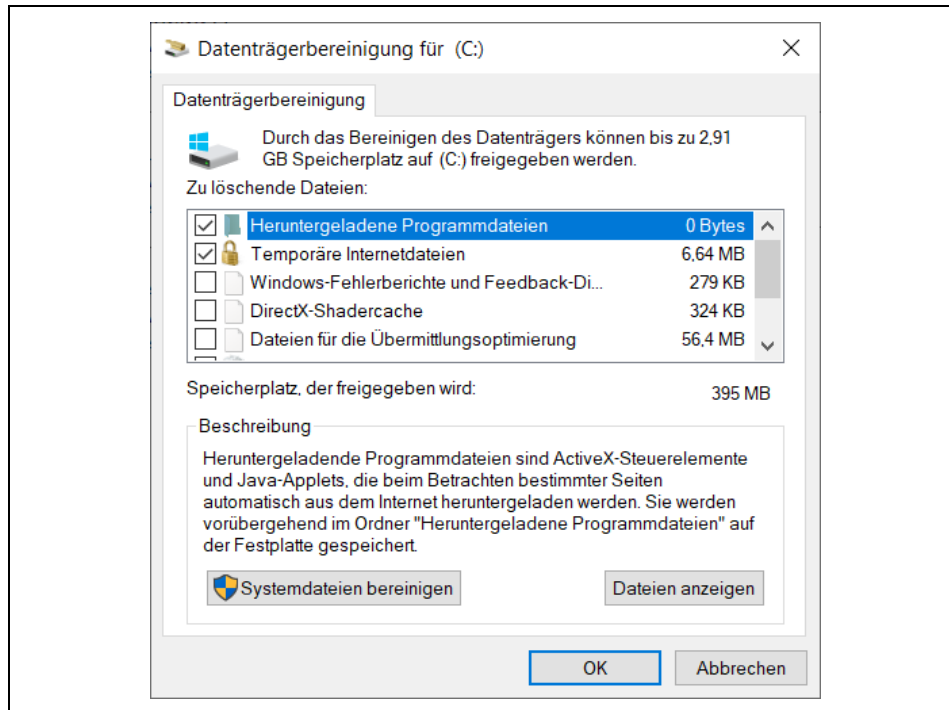 Datenträgerbereinigung für (C:)
Datenträgerbereinigung
Durch das Bereinigen des Datenträgers können bis zu 2,91
GB Speicherplatz auf (C:) freigegeben werden.
Zu löschende Dateien:
Heruntergeladene Programmdateien 0 Bytes
Temporäre Internetdateien 6,64 MB
Windows-Fehlerberichte und Feedback-Di... 279 KB
DirectX-Shadercache 324 KB
Dateien für die Übermittlungsoptimierung 56,4 MB
Speicherplatz, der freigegeben wird: 395 MB
Beschreibung
Heruntergeladende Programmdateien sind ActiveX-Steuerelemente
und Java-Applets, die beim Betrachten bestimmter Seiten
automatisch aus dem Internet heruntergeladen werden. Sie werden
vorübergehend im Ordner "Heruntergeladene Programmdateien" auf
der Festplatte gespeichert.
Systemdateien bereinigen Dateien anzeigen
OK Abbrechen